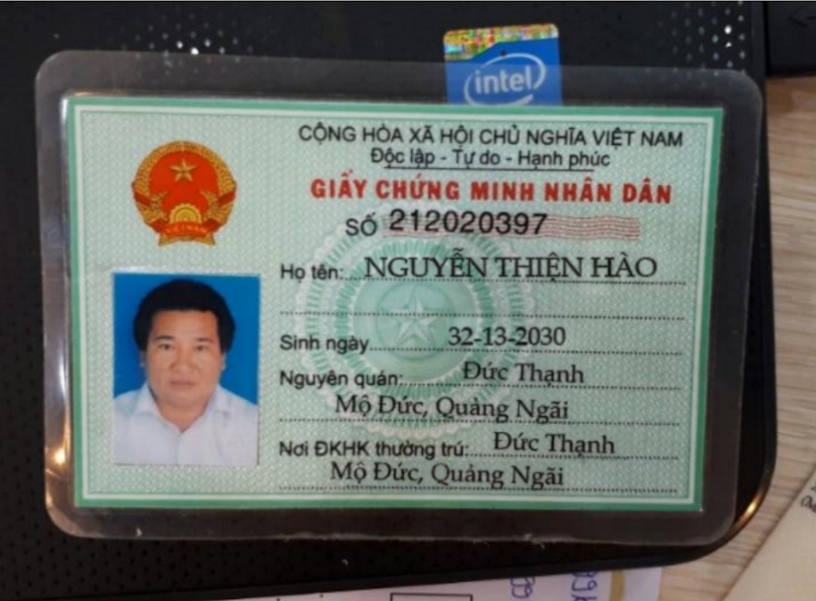 intel
CỘNG HÒA XÃ HỘI CHỦ NGHĨA VIỆT NAM
Độc lập - Tự do - Hạnh phúc
GIẤY CHỨNG MINH NHÂN DÂN
SỐ 212020397
Họ tên: NGUYỄN THIỆN HÀO
Sinh ngày 32-13-2030
Nguyên quán: Đức Thạnh
Mộ Đức, Quảng Ngãi
Nơi ĐKHK thường trú: Đức Thạnh
Mộ Đức, Quảng Ngãi
VIỆT NAM